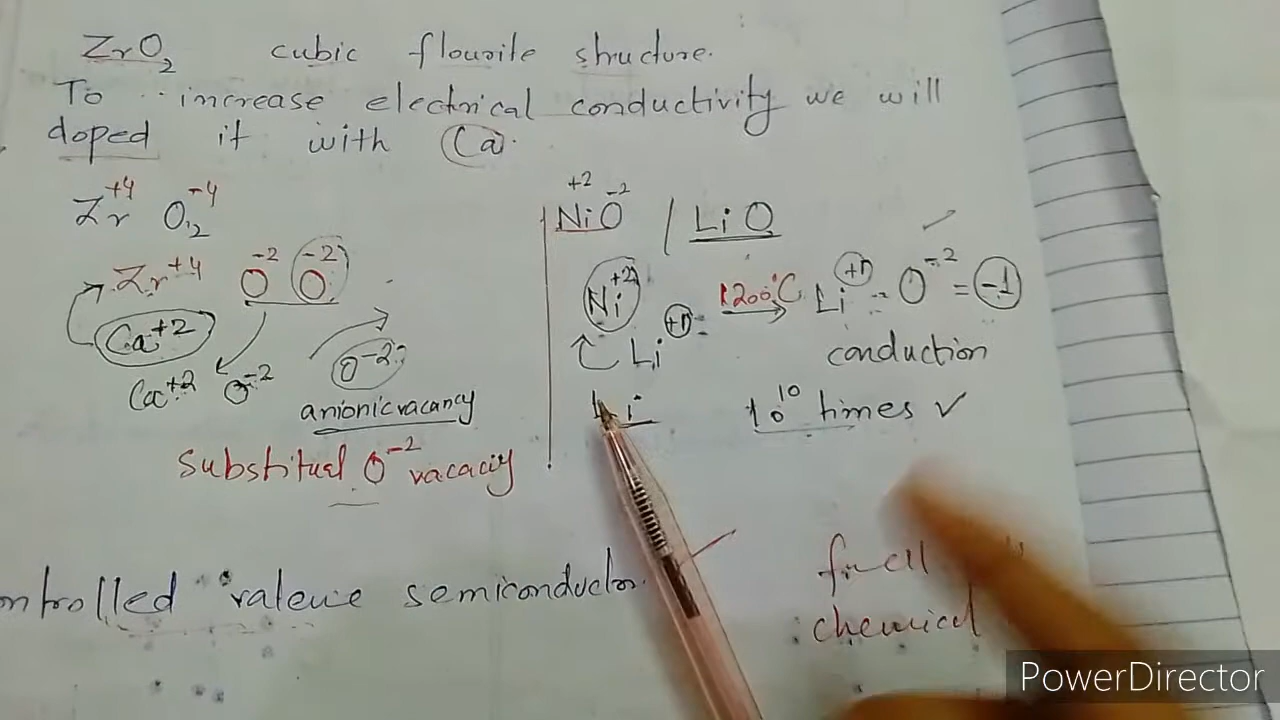 ZrO2 cubic flourite structure.
To increase electrical conductivity we will
doped it with Ca.
Zr+4 O2-4
Zr+4 O-2 O-2
Ca+2
Ca+2 O-2 O-2
anionic vacancy
Substitual O-2
NiO+2 -2 / LiO
Ni+2 1200°C Li+1 -- O-2 = -1
Li+1 =
conduction
Li 10^10 times ✓
valence semiconductor.
chemical
PowerDirector